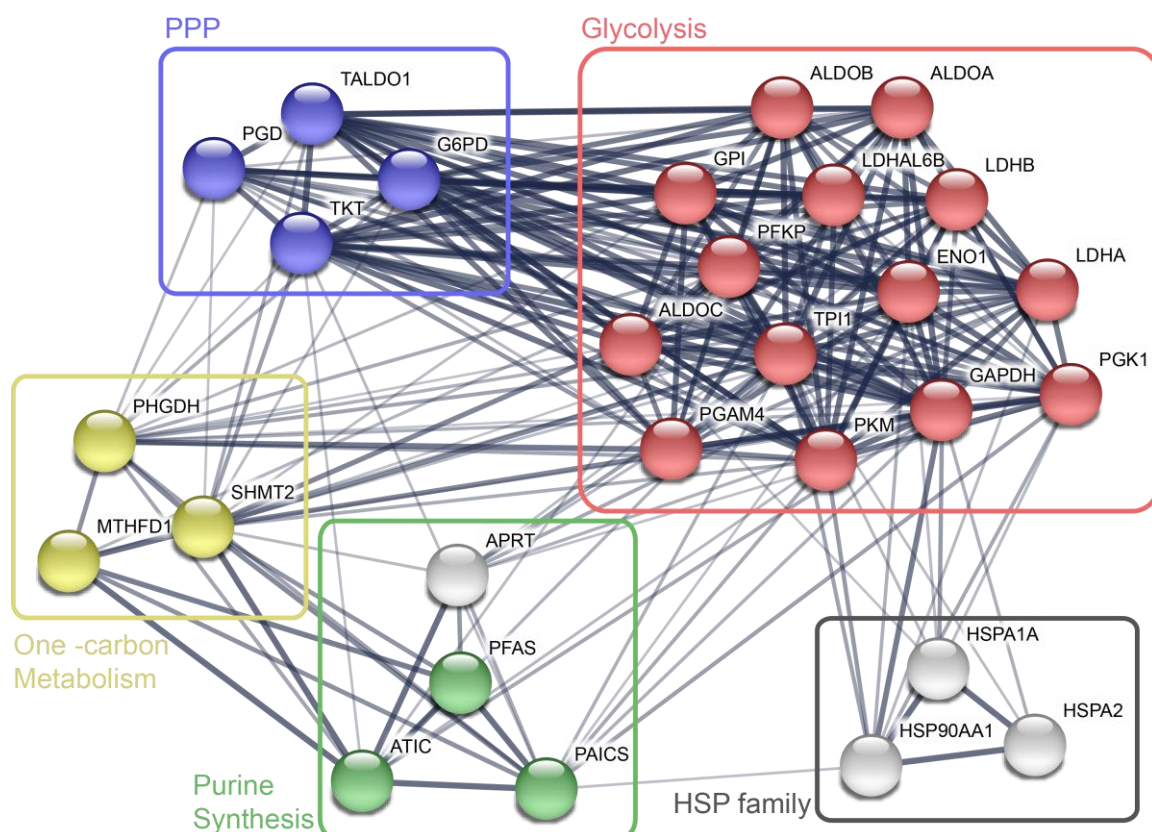 PPP
Glycolysis
TALDO1
ALDOB
ALDOA
PGD
G6PD
GPI
LDHAL6B
LDHB
TKT
PFKP
ENO1
LDHA
ALDOC
TPI1
PGK1
GAPDH
PHGDH
PGAM4
PKM
SHMT2
MTHFD1
APRT
One -carbon
Metabolism
PFAS
HSPA1A
HSPA2
HSP90AA1
ATIC
PAICS
Purine
Synthesis
HSP family